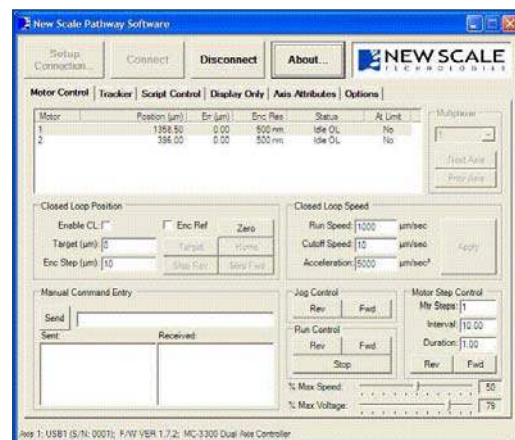 New Scale Pathway Software
Setup Connection...
Connect
Disconnect
About...
NEW SCALE
TECHNOLOGIES
Motor Control Tracker Script Control Display Only Axis Attributes Options
Motor Position (µm) Err (µm) Enc Res Status At Limit
1 1358.50 0.00 500 nm Idle OL No
2 386.00 0.00 500 nm Idle OL No
Multiplexer
1
Next Axis
Prev Axis
Closed Loop Position
Enable CL: Enc Ref Zero
Target (µm): 0 Target Home
Enc Step (µm): 10 Step Rev Step Fwd
Closed Loop Speed
Run Speed: 1000 µm/sec
Cutoff Speed: 10 µm/sec
Acceleration: 5000 µm/sec²
Apply
Manual Command Entry
Send
Sent: Received:
Jog Control
Rev Fwd
Run Control
Rev Fwd
Stop
Motor Step Control
Mtr Steps: 1
Interval: 10.00
Duration: 1.00
Rev Fwd
% Max Speed: 50
% Max Voltage: 79
Axis 1: USB1 (S/N: 0001); F/W VER 1.7.2; MC-3300 Dual Axis Controller